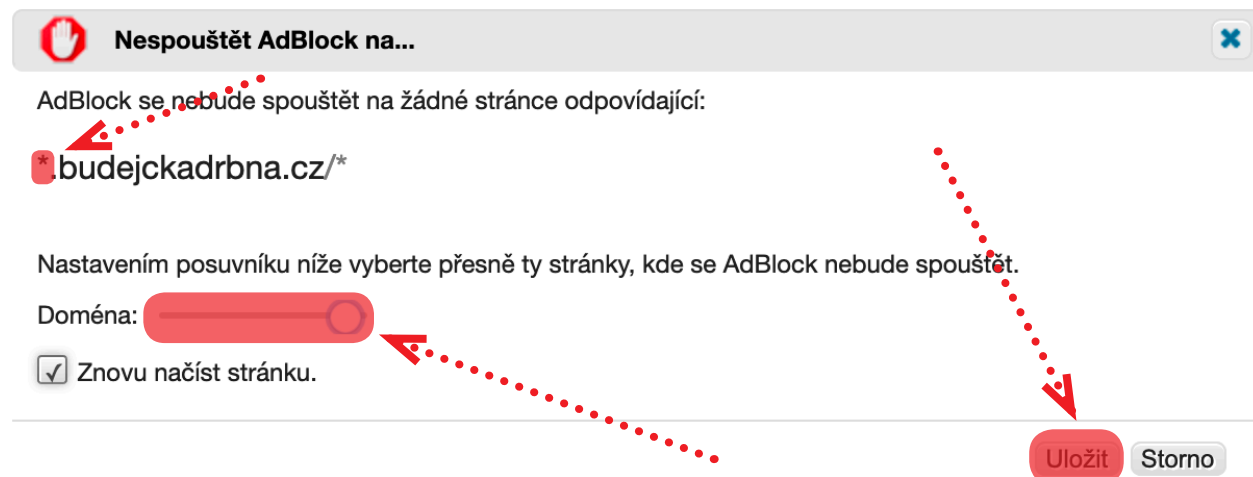 Nespouštět AdBlock na...
AdBlock se nebude spouštět na žádné stránce odpovídající:
*.budejckadrbna.cz/*
Nastavením posuvníku níže vyberte přesně ty stránky, kde se AdBlock nebude spouštět.
Doména:
Znovu načíst stránku.
Uložit Storno